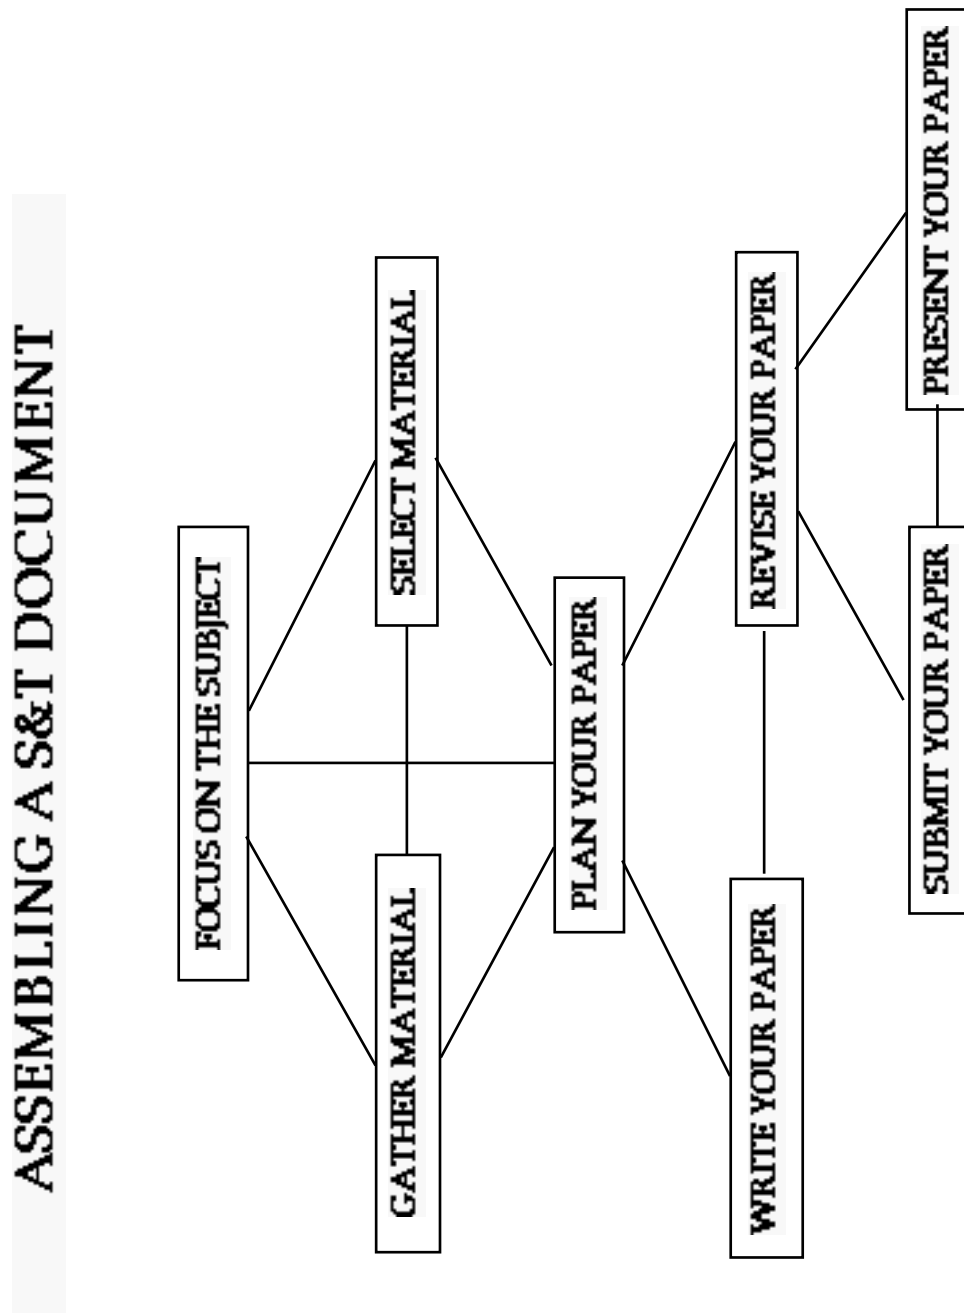 ASSEMBLING A S&T DOCUMENT
FOCUS ON THE SUBJECT
GATHER MATERIAL
SELECT MATERIAL
PLAN YOUR PAPER
WRITE YOUR PAPER
REVISE YOUR PAPER
SUBMIT YOUR PAPER
PRESENT YOUR PAPER